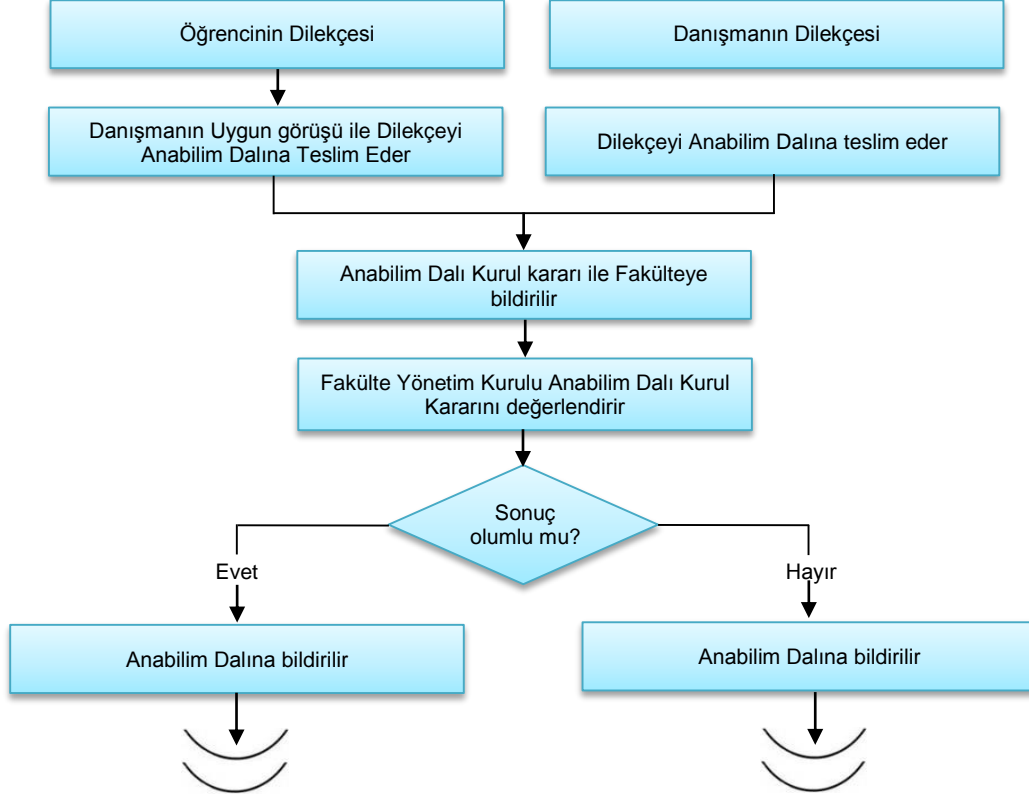 Öğrencinin Dilekçesi
Danışmanın Dilekçesi
Danışmanın Uygun görüşü ile Dilekçeyi
Anabilim Dalına Teslim Eder
Dilekçeyi Anabilim Dalına teslim eder
Anabilim Dalı Kurul kararı ile Fakülteye
bildirilir
Fakülte Yönetim Kurulu Anabilim Dalı Kurul
Kararını değerlendirir
Sonuç
olumlu mu?
Evet
Hayır
Anabilim Dalına bildirilir
Anabilim Dalına bildirilir